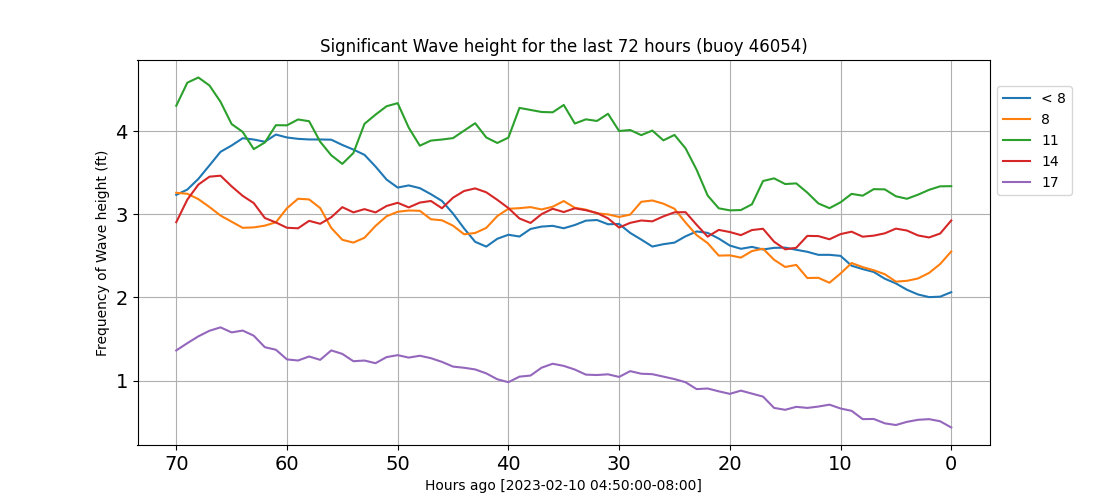 Significant Wave height for the last 72 hours (buoy 46054)
Frequency of Wave height (ft)
4
3
2
1
70 60 50 40 30 20 10 0
Hours ago [2023-02-10 04:50:00-08:00]
< 8
8
11
14
17